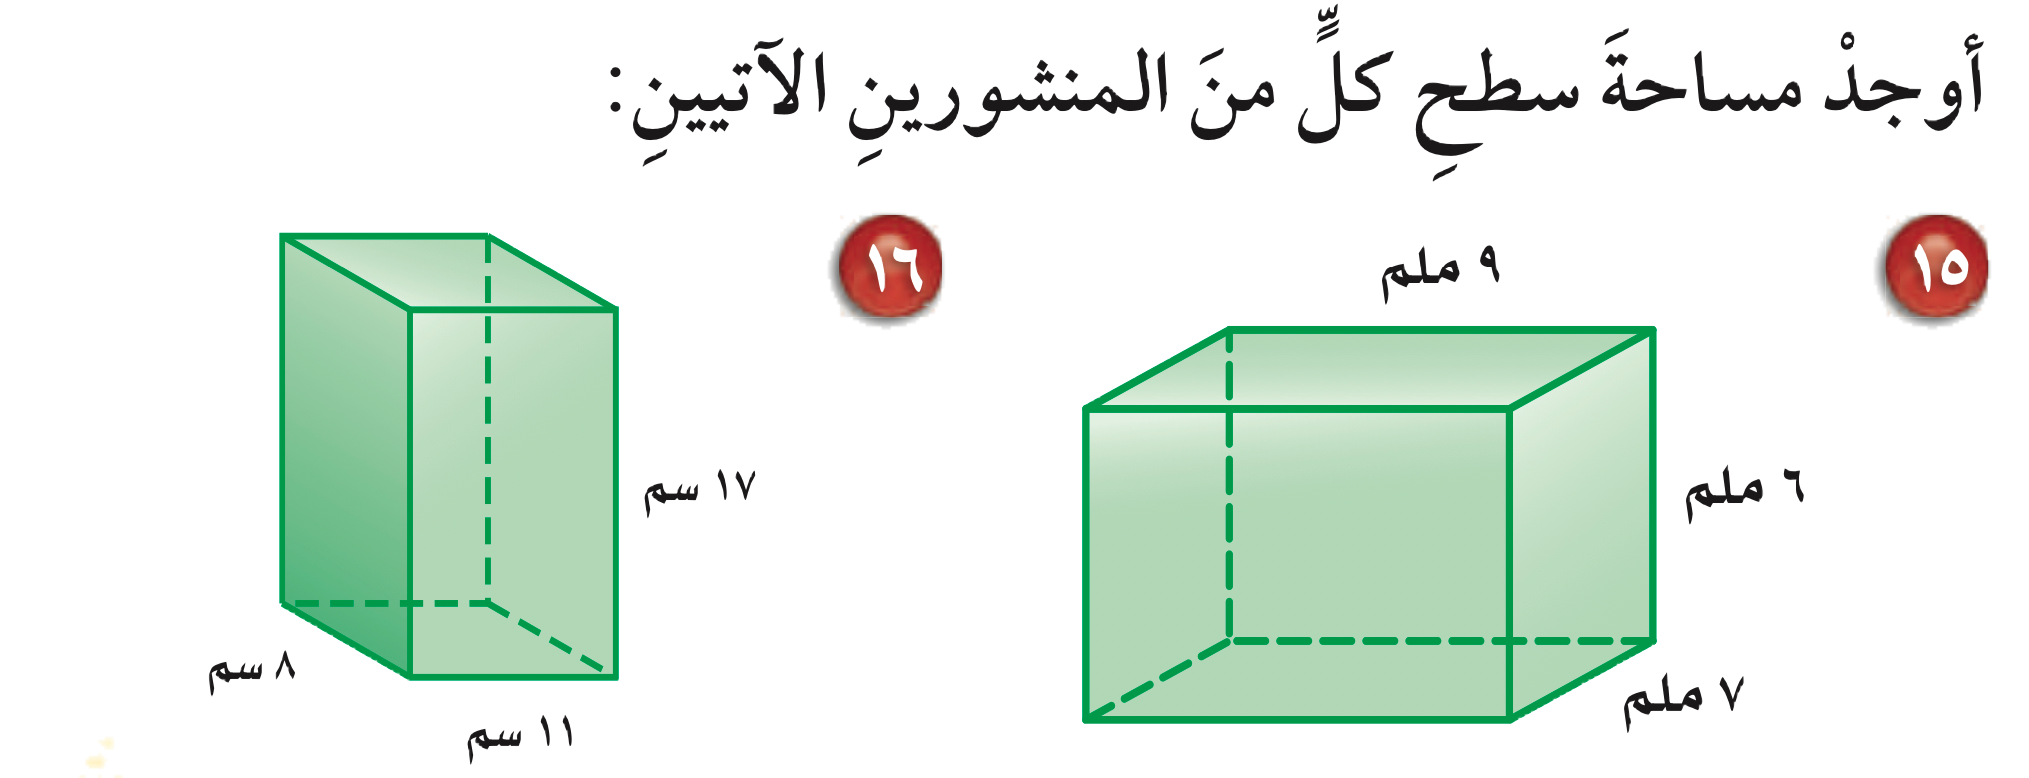 أوجدْ مساحةَ سطحِ كلٍّ منَ المنشورينِ الآتيينِ:
١٥
٩ ملم
٦ ملم
٧ ملم
١٦
١٧ سم
٨ سم
١١ سم